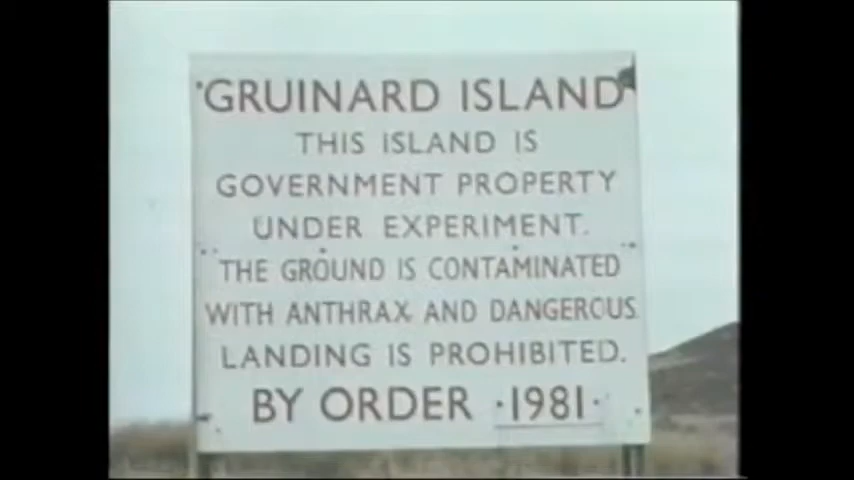 GRUINARD ISLAND
THIS ISLAND IS
GOVERNMENT PROPERTY
UNDER EXPERIMENT.
THE GROUND IS CONTAMINATED
WITH ANTHRAX AND DANGEROUS
LANDING IS PROHIBITED.
BY ORDER ·1981·